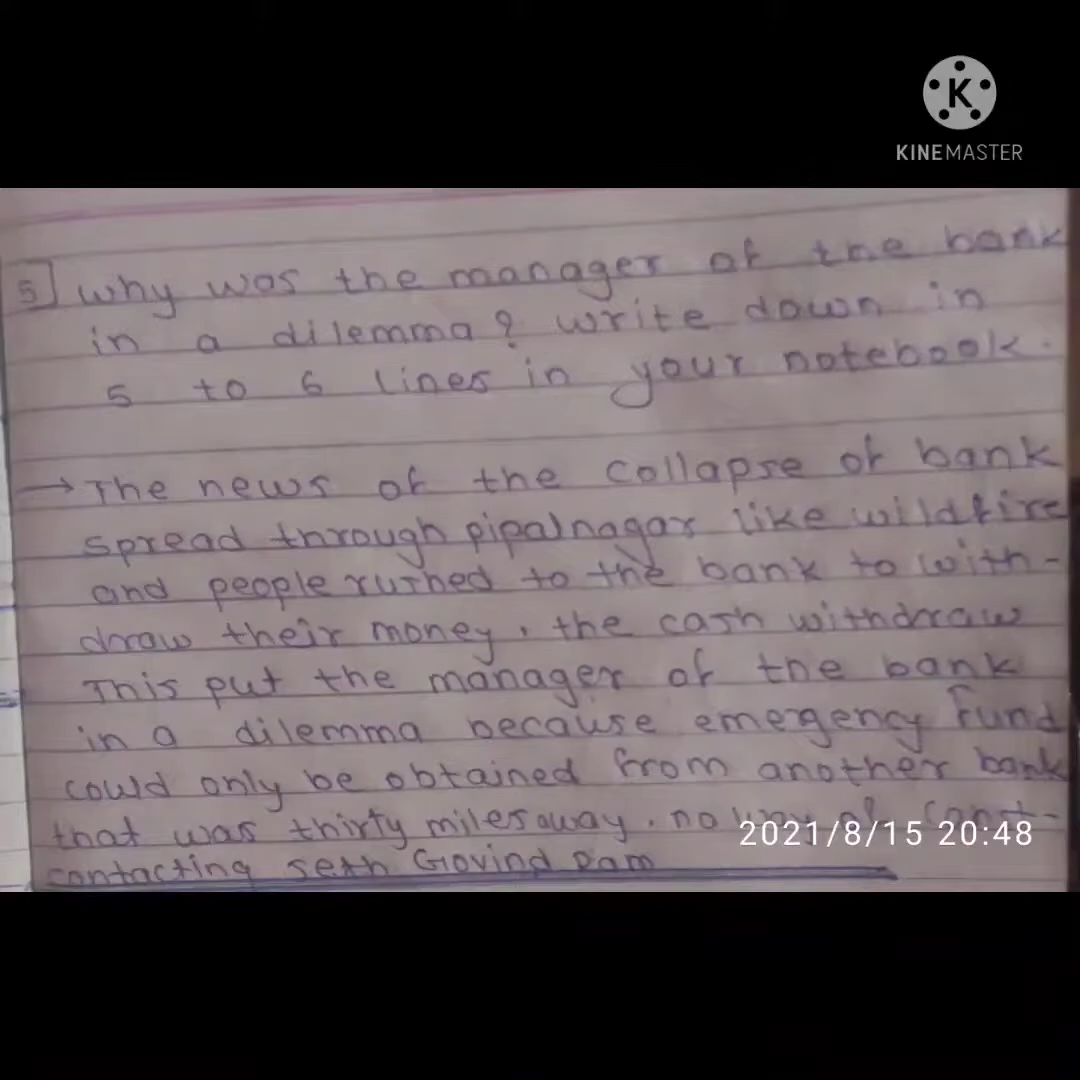 K
KINEMASTER
5] Why was the manager of the bank
in a dilemma? Write down in
5 to 6 lines in your notebook.
→ The news of the collapse of bank
spread through pipalnagar like wildfire
and people rushed to the bank to with-
draw their money, the cash withdraw
This put the manager of the bank
in a dilemma because emergency Fund
could only be obtained from another bank
that was thirty miles away. no way of cont-
2021/8/15 20:48
contacting seth Govind Ram